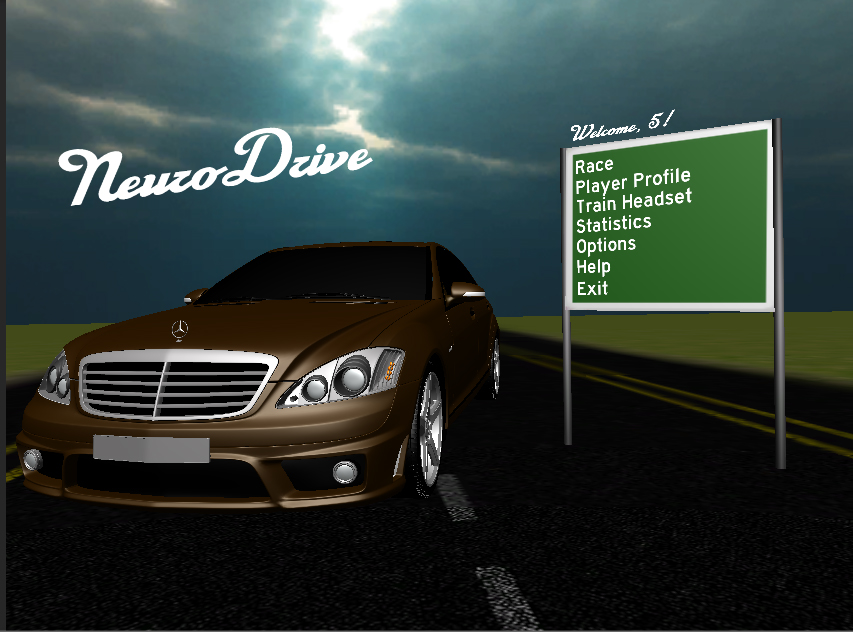 NeuroDrive
Welcome, 5!
Race
Player Profile
Train Headset
Statistics
Options
Help
Exit